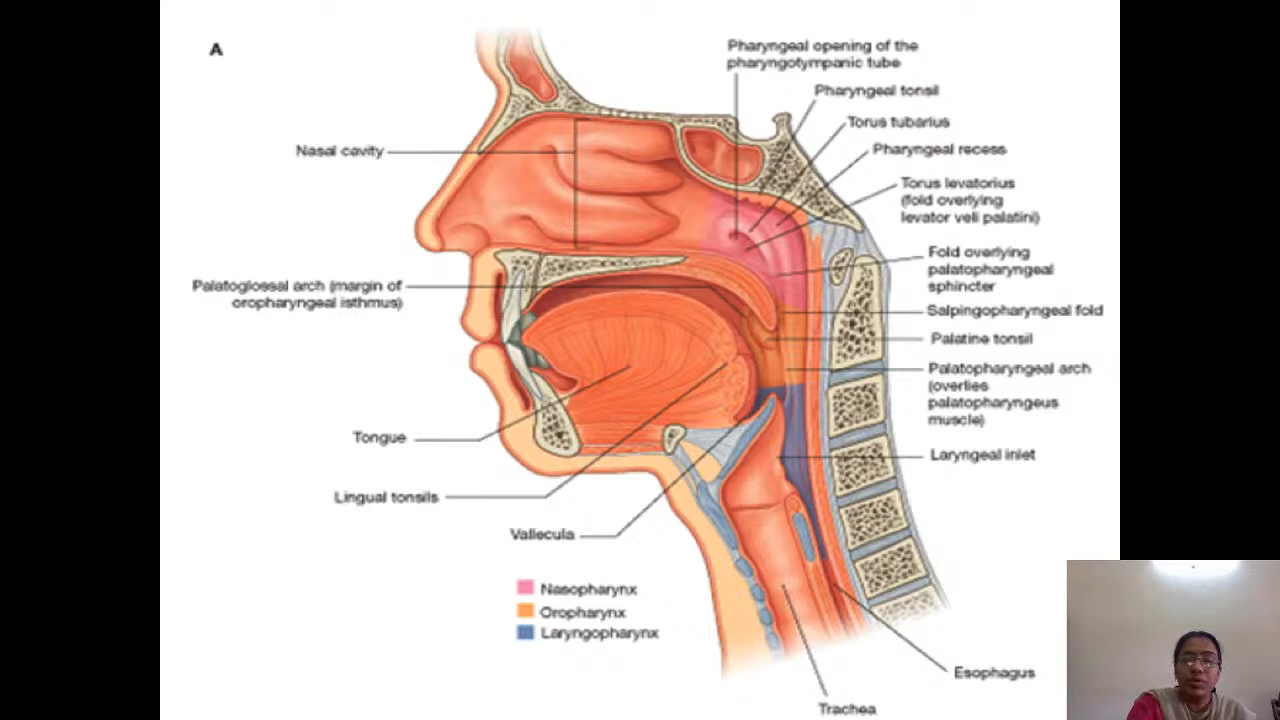 A
Pharyngeal opening of the
pharyngotympanic tube
Pharyngeal tonsil
Torus tubarius
Nasal cavity
Pharyngeal recess
Torus levatorius
(fold overlying
levator veli palatini)
Fold overlying
palatopharyngeal
sphincter
Palatoglossal arch (margin of
oropharyngeal isthmus)
Salpingopharyngeal fold
Palatine tonsil
Palatopharyngeal arch
(overlies
palatopharyngeus
muscle)
Tongue
Laryngeal inlet
Lingual tonsils
Vallecula
Nasopharynx
Oropharynx
Laryngopharynx
Esophagus
Trachea